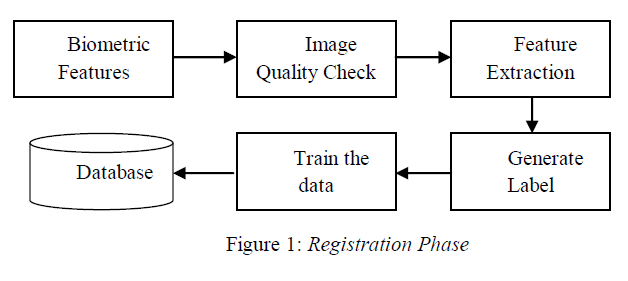 Biometric
Features
Image
Quality Check
Feature
Extraction
Database
Train the
data
Generate
Label
Figure 1: Registration Phase